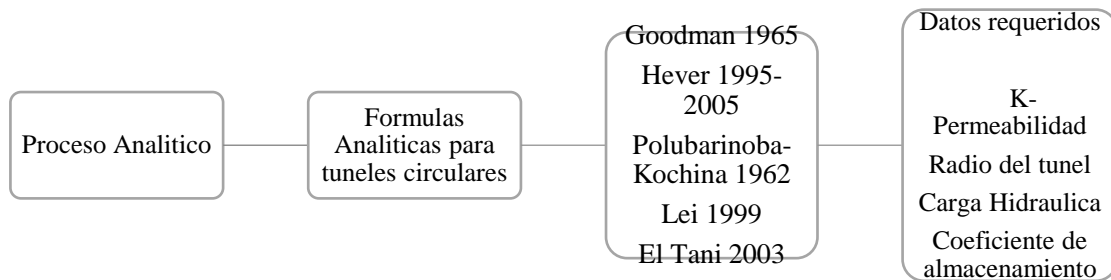 Proceso Analitico
Formulas
Analiticas para
tuneles circulares
Goodman 1965
Hever 1995-
2005
Polubarinoba-
Kochina 1962
Lei 1999
El Tani 2003
Datos requeridos
K-
Permeabilidad
Radio del tunel
Carga Hidraulica
Coeficiente de
almacenamiento